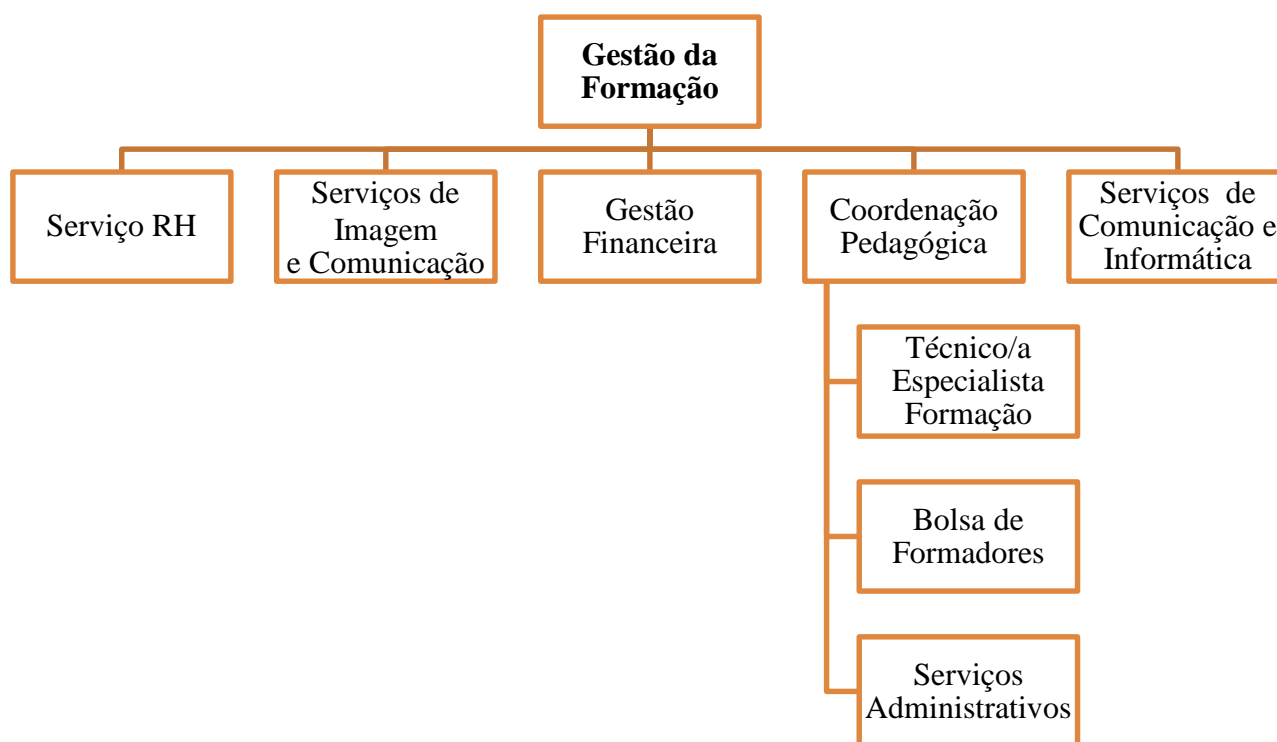 Gestão da
Formação
Serviço RH
Serviços de
Imagem
e Comunicação
Gestão
Financeira
Coordenação
Pedagógica
Serviços de
Comunicação e
Informática
Técnico/a
Especialista
Formação
Bolsa de
Formadores
Serviços
Administrativos